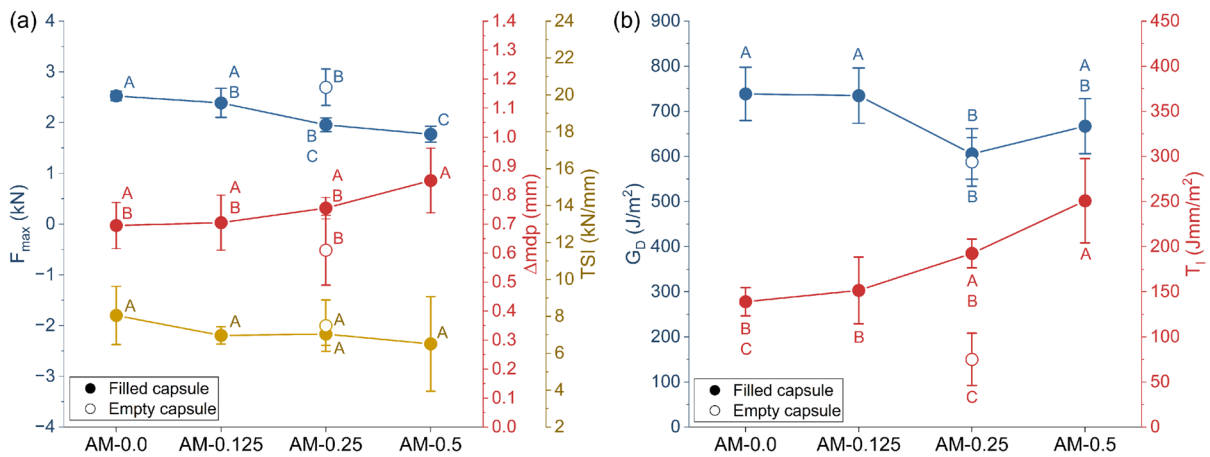 (a)
4
3
2
1
0
−1
−2
−3
−4
F_max (kN)
A
A
B
B
B
C
C
A
B
A
B
A
B
B
A
A
A
A
A
A
Filled capsule
Empty capsule
AM-0.0
AM-0.125
AM-0.25
AM-0.5
1.4
1.3
1.2
1.1
1.0
0.9
0.8
0.7
0.6
0.5
0.4
0.3
0.2
0.1
0.0
Δmdp (mm)
24
22
20
18
16
14
12
10
8
6
4
2
TSI (kN/mm)
(b)
900
800
700
600
500
400
300
200
100
0
G_D (J/m²)
A
A
B
B
A
B
B
C
B
A
B
C
A
Filled capsule
Empty capsule
AM-0.0
AM-0.125
AM-0.25
AM-0.5
450
400
350
300
250
200
150
100
50
0
T_I (Jmm/m²)